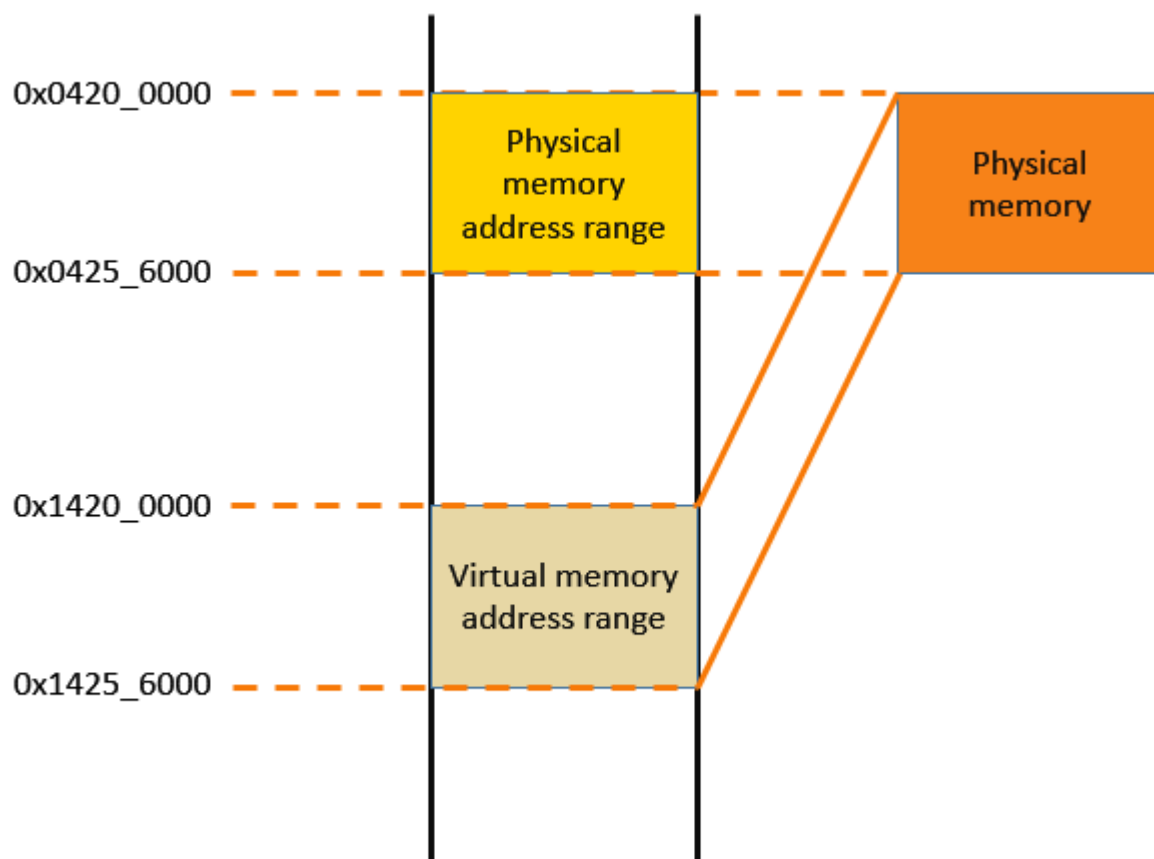 0x0420_0000
Physical
memory
address range
Physical
memory
0x0425_6000
0x1420_0000
Virtual memory
address range
0x1425_6000